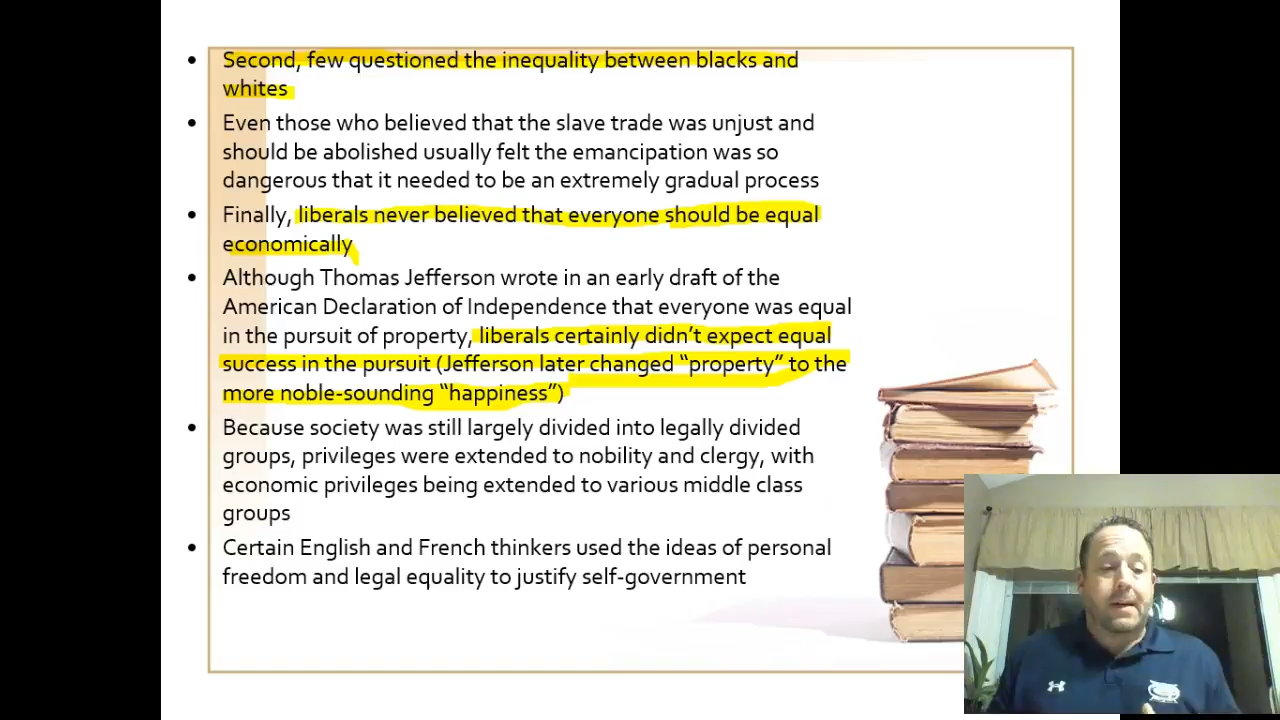 • Second, few questioned the inequality between blacks and
whites
• Even those who believed that the slave trade was unjust and
should be abolished usually felt the emancipation was so
dangerous that it needed to be an extremely gradual process
• Finally, liberals never believed that everyone should be equal
economically
• Although Thomas Jefferson wrote in an early draft of the
American Declaration of Independence that everyone was equal
in the pursuit of property, liberals certainly didn’t expect equal
success in the pursuit (Jefferson later changed “property” to the
more noble-sounding “happiness”)
• Because society was still largely divided into legally divided
groups, privileges were extended to nobility and clergy, with
economic privileges being extended to various middle class
groups
• Certain English and French thinkers used the ideas of personal
freedom and legal equality to justify self-government